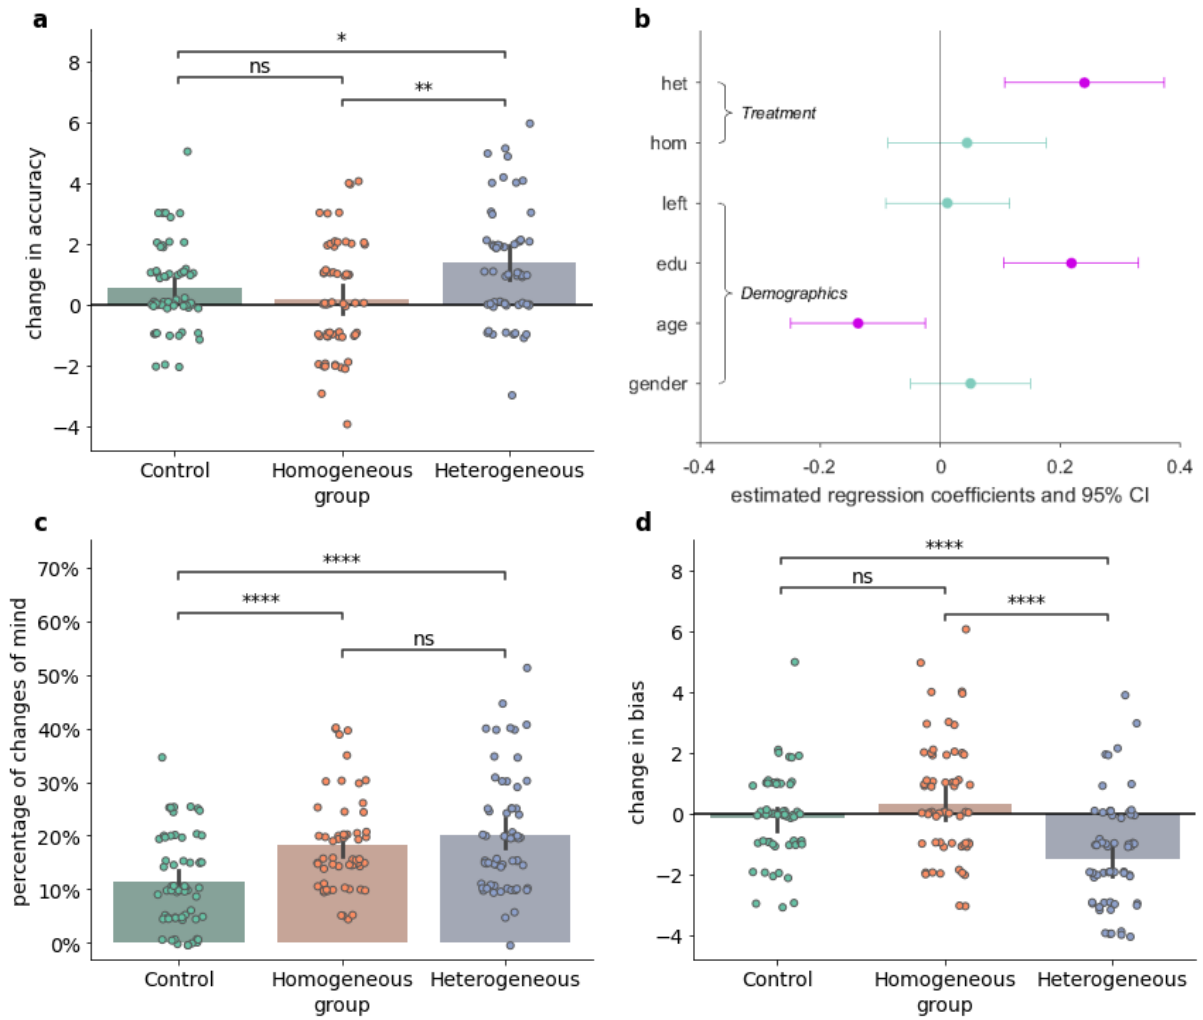 a
change in accuracy
8
6
4
2
0
−2
−4
*
ns
**
Control
Homogeneous
Heterogeneous
group
b
het
hom
left
edu
age
gender
Treatment
Demographics
-0.4
-0.2
0
0.2
0.4
estimated regression coefficients and 95% CI
c
percentage of changes of mind
70%
60%
50%
40%
30%
20%
10%
0%
****
****
ns
Control
Homogeneous
Heterogeneous
group
d
change in bias
8
6
4
2
0
−2
−4
****
ns
****
Control
Homogeneous
Heterogeneous
group